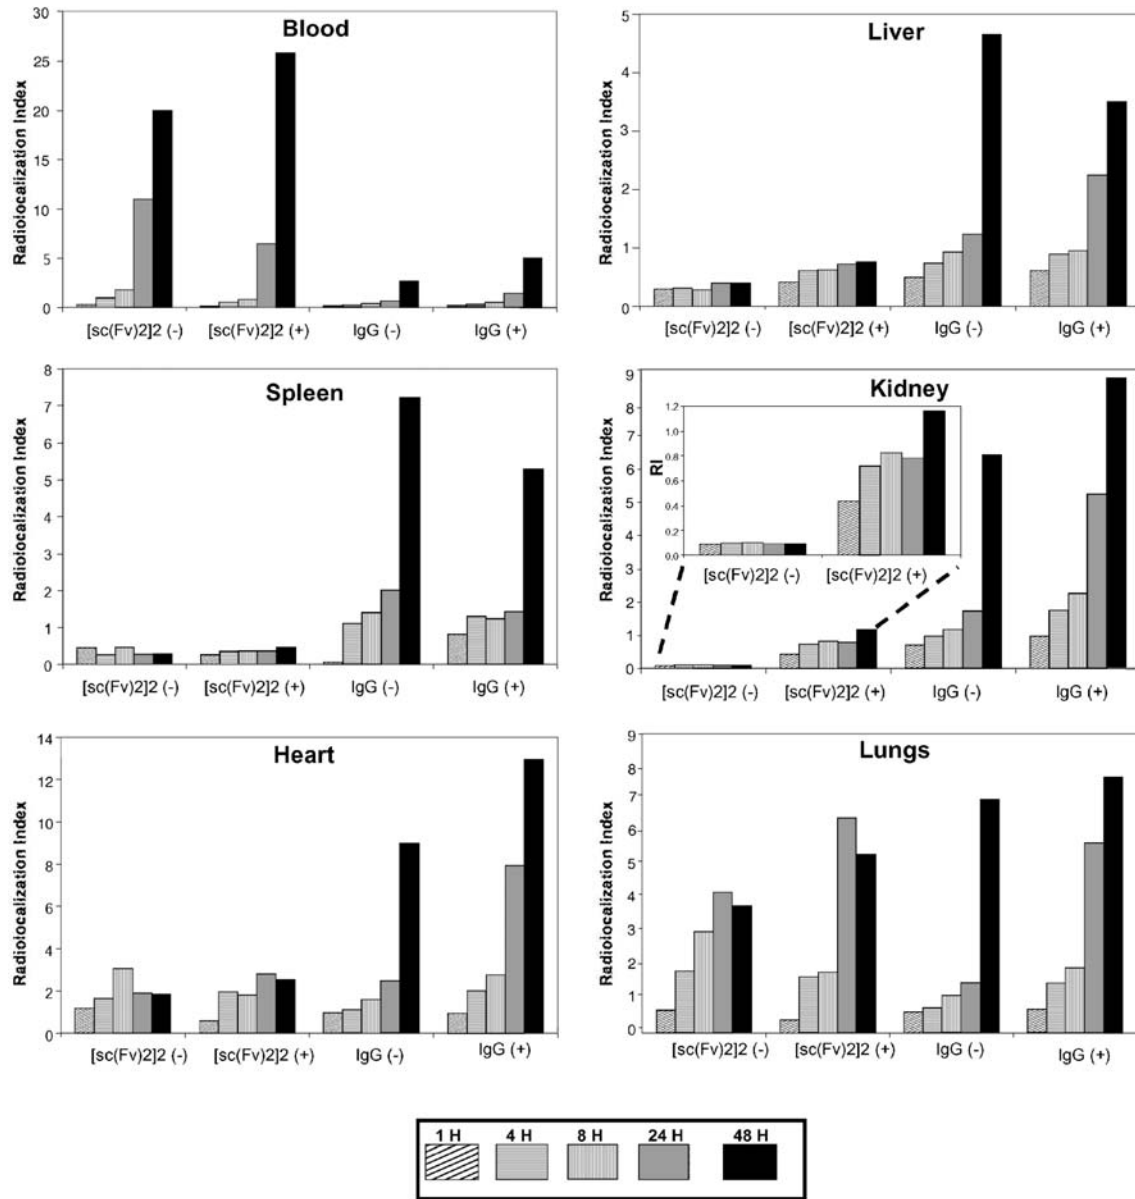 Blood
Radiolocalization Index
30
25
20
15
10
5
0
[sc(Fv)2]2 (-) [sc(Fv)2]2 (+) IgG (-) IgG (+)
Liver
Radiolocalization Index
5
4
3
2
1
0
[sc(Fv)2]2 (-) [sc(Fv)2]2 (+) IgG (-) IgG (+)
Spleen
Radiolocalization Index
8
7
6
5
4
3
2
1
0
[sc(Fv)2]2 (-) [sc(Fv)2]2 (+) IgG (-) IgG (+)
Kidney
Radiolocalization Index
9
8
7
6
5
4
3
2
1
0
RI
1.2
1.0
0.8
0.6
0.4
0.2
0.0
[sc(Fv)2]2 (-) [sc(Fv)2]2 (+)
[sc(Fv)2]2 (-) [sc(Fv)2]2 (+) IgG (-) IgG (+)
Heart
Radiolocalization Index
14
12
10
8
6
4
2
0
[sc(Fv)2]2 (-) [sc(Fv)2]2 (+) IgG (-) IgG (+)
Lungs
Radiolocalization Index
9
8
7
6
5
4
3
2
1
0
[sc(Fv)2]2 (-) [sc(Fv)2]2 (+) IgG (-) IgG (+)
1 H 4 H 8 H 24 H 48 H